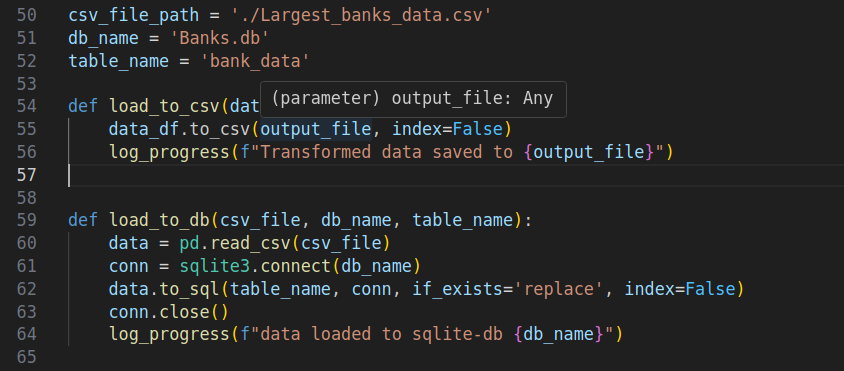 50 csv_file_path = './Largest_banks_data.csv'
51 db_name = 'Banks.db'
52 table_name = 'bank_data'
53
(parameter) output_file: Any
54 def load_to_csv(dat
55 data_df.to_csv(output_file, index=False)
56 log_progress(f"Transformed data saved to {output_file}")
57
58
59 def load_to_db(csv_file, db_name, table_name):
60 data = pd.read_csv(csv_file)
61 conn = sqlite3.connect(db_name)
62 data.to_sql(table_name, conn, if_exists='replace', index=False)
63 conn.close()
64 log_progress(f"data loaded to sqlite-db {db_name}")
65